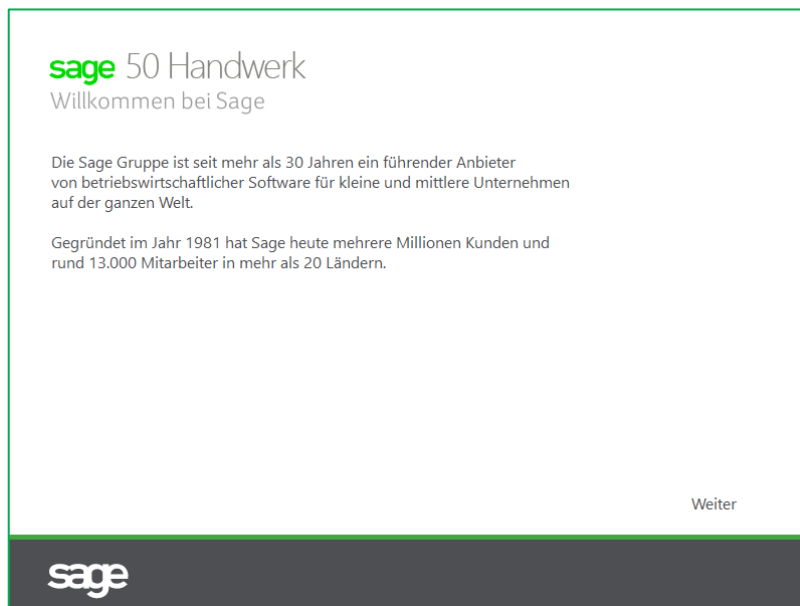 sage 50 Handwerk
Willkommen bei Sage
Die Sage Gruppe ist seit mehr als 30 Jahren ein führender Anbieter
von betriebswirtschaftlicher Software für kleine und mittlere Unternehmen
auf der ganzen Welt.
Gegründet im Jahr 1981 hat Sage heute mehrere Millionen Kunden und
rund 13.000 Mitarbeiter in mehr als 20 Ländern.
Weiter
sage